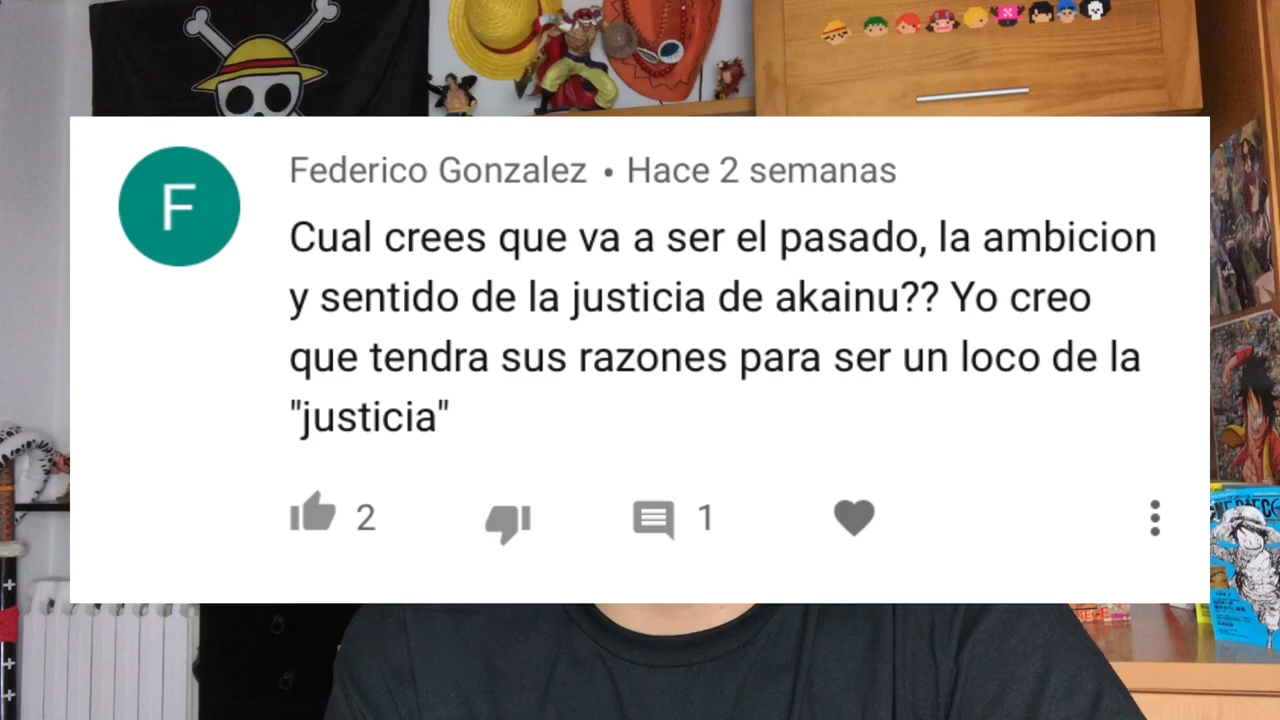 Federico Gonzalez • Hace 2 semanas
F
Cual crees que va a ser el pasado, la ambicion
y sentido de la justicia de akainu?? Yo creo
que tendra sus razones para ser un loco de la
"justicia"
2
1